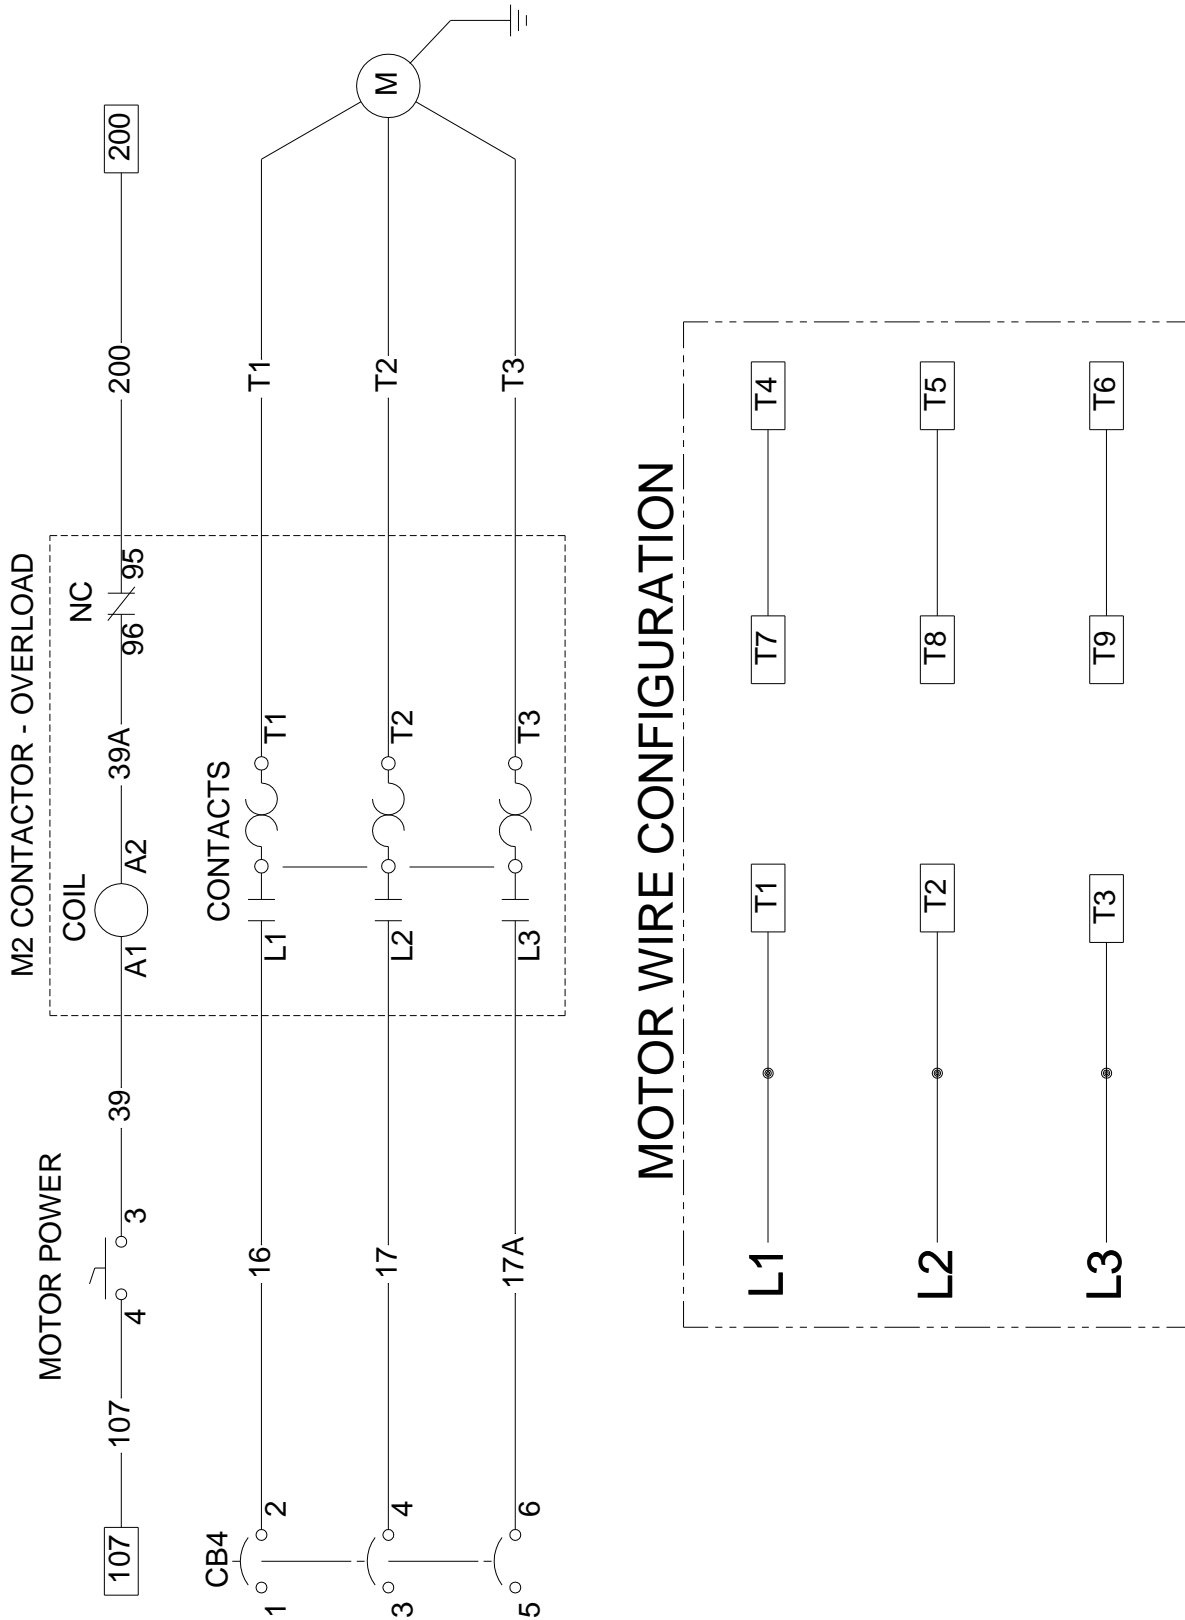 M2 CONTACTOR - OVERLOAD
MOTOR POWER
COIL
NC
107
107
4
3
39
A1
A2
39A
96
95
200
200
CONTACTS
CB4
1
2
16
L1
T1
T1
3
4
17
L2
T2
T2
M
5
6
17A
L3
T3
T3
MOTOR WIRE CONFIGURATION
L1
T1
T7
T4
L2
T2
T8
T5
L3
T3
T9
T6